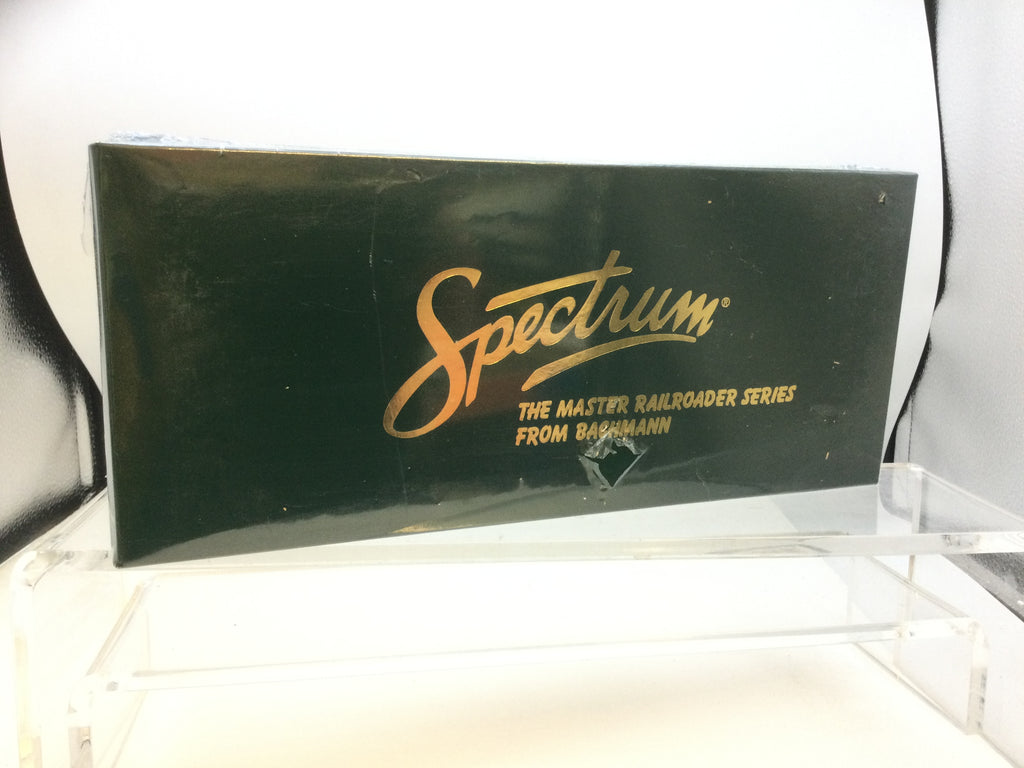 Spectrum®
THE MASTER RAILROADER SERIES
FROM BACHMANN